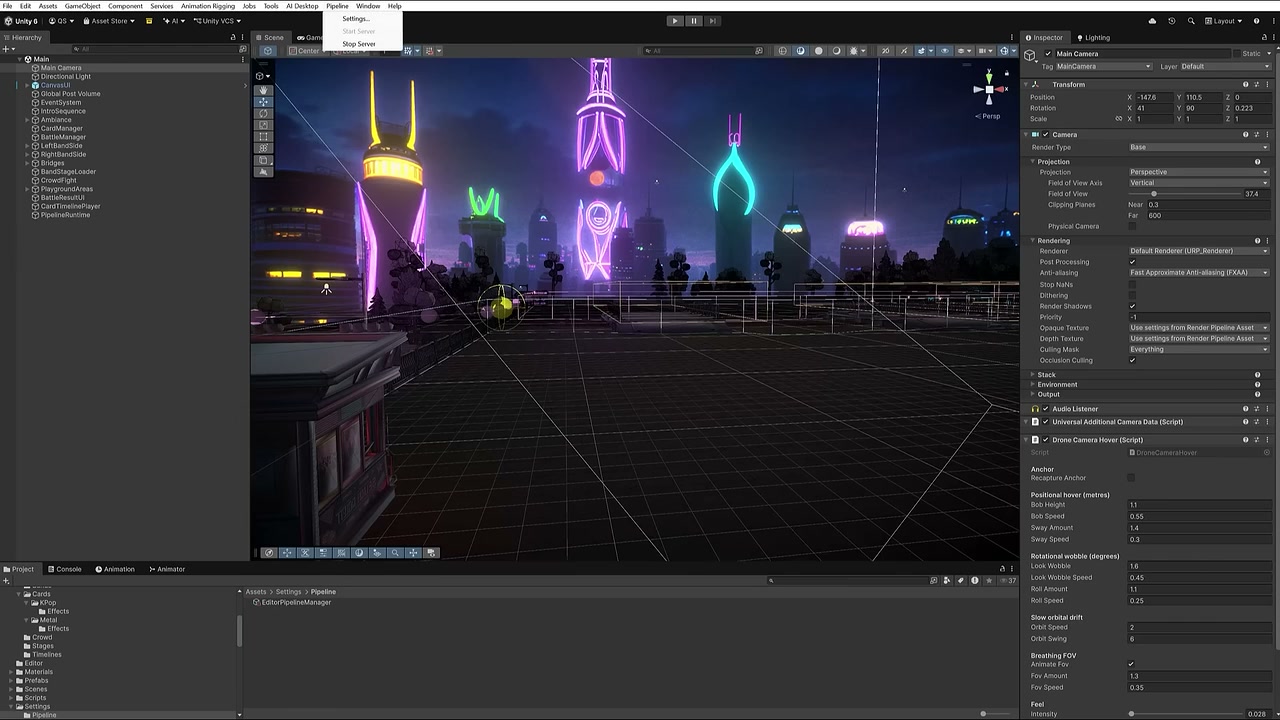 File Edit Assets GameObject Component Services Animation Rigging Jobs Tools AI Desktop Pipeline Window Help
Unity 6 QS Asset Store AI Unity VCS Layout
Settings...
Start Server
Stop Server
Hierarchy
All
Main
Main Camera
Directional Light
CanvasUI
Global Post Volume
EventSystem
IntroSequence
Ambiance
CardManager
BattleManager
LeftBandSide
RightBandSide
Bridges
BandStageLoader
CrowdFight
PlaygroundAreas
BattleResultUI
CardTimelinePlayer
PipelineRuntime
Scene Game
Center Local All
Persp
Inspector Lighting
Main Camera Static
Tag MainCamera Layer Default
Transform
Position X -147.6 Y 110.5 Z 0
Rotation X 41 Y 90 Z 0.223
Scale X 1 Y 1 Z 1
Camera
Render Type Base
Projection
Projection Perspective
Field of View Axis Vertical
Field of View 37.4
Clipping Planes Near 0.3
Far 600
Physical Camera
Rendering
Renderer Default Renderer (URP_Renderer)
Post Processing
Anti-aliasing Fast Approximate Anti-aliasing (FXAA)
Stop NaNs
Dithering
Render Shadows
Priority -1
Opaque Texture Use settings from Render Pipeline Asset
Depth Texture Use settings from Render Pipeline Asset
Culling Mask Everything
Occlusion Culling
Stack
Environment
Output
Audio Listener
Universal Additional Camera Data (Script)
Drone Camera Hover (Script)
Script DroneCameraHover
Anchor
Recapture Anchor
Positional hover (metres)
Bob Height 1.1
Bob Speed 0.55
Sway Amount 1.4
Sway Speed 0.3
Rotational wobble (degrees)
Look Wobble 1.6
Look Wobble Speed 0.45
Roll Amount 1.1
Roll Speed 0.25
Slow orbital drift
Orbit Speed 2
Orbit Swing 6
Breathing FOV
Animate Fov
Fov Amount 1.3
Fov Speed 0.35
Feel
Intensity 0.028
Project Console Animation Animator
37
Cards
KPop
Effects
Metal
Effects
Crowd
Stages
Timelines
Editor
Materials
Prefabs
Scenes
Scripts
Settings
Pipeline
Assets > Settings > Pipeline
EditorPipelineManager